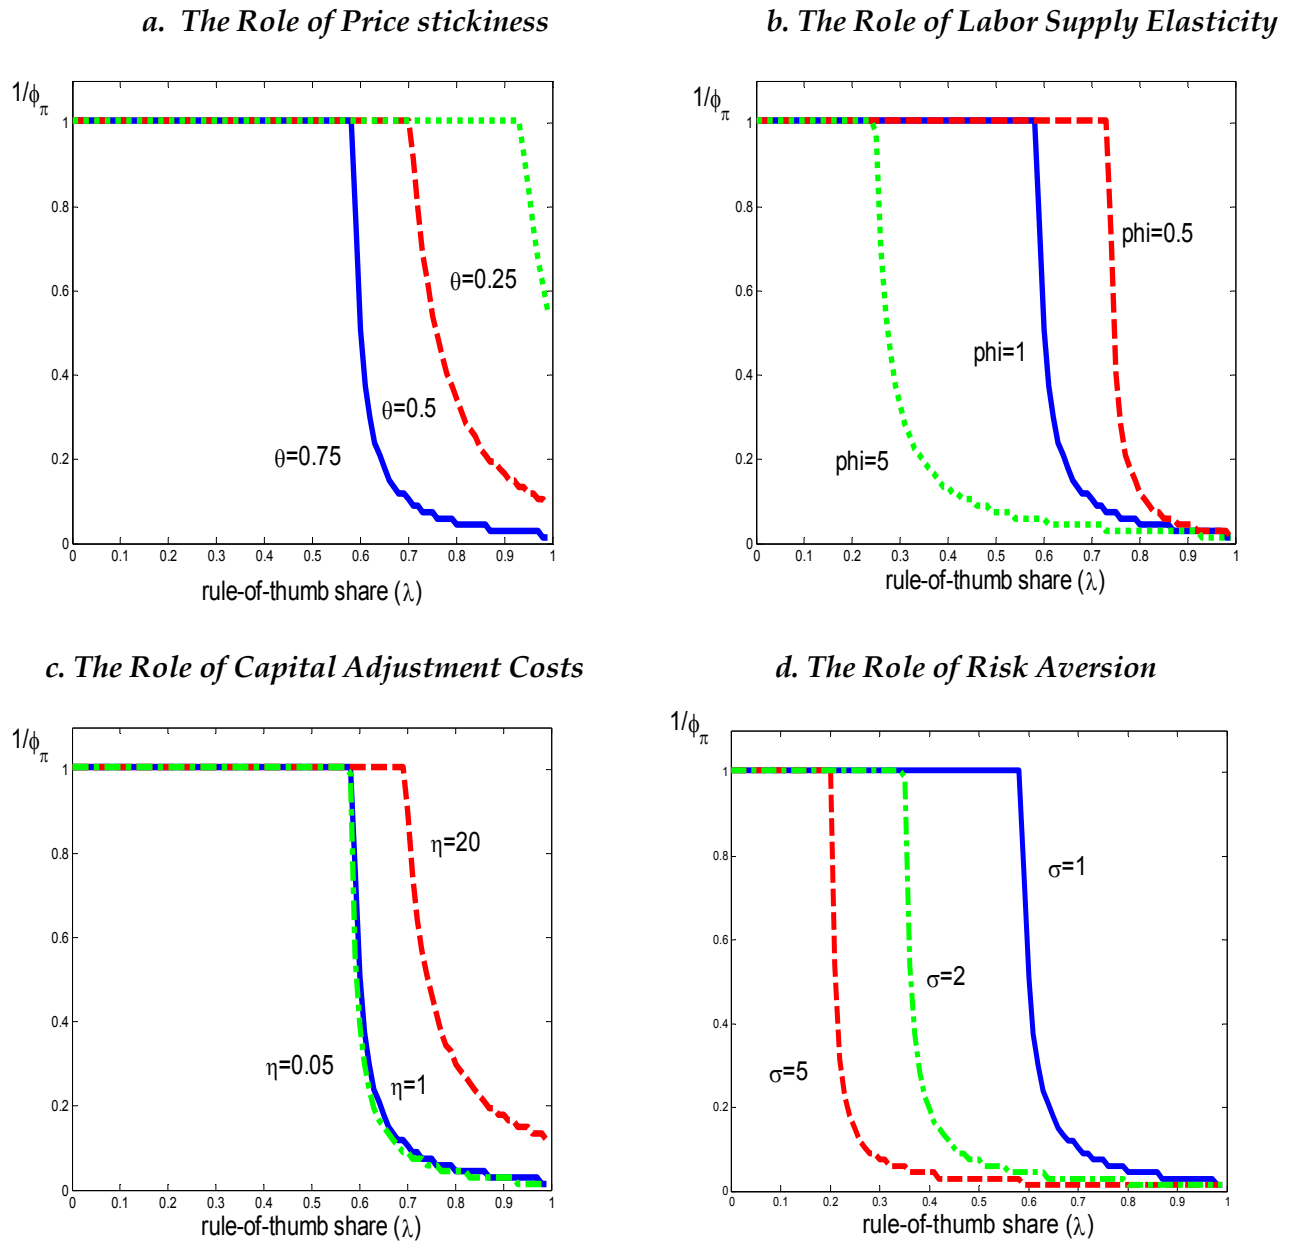 a. The Role of Price stickiness
b. The Role of Labor Supply Elasticity
1/ϕπ
1
0.8
0.6
0.4
0.2
0
0 0.1 0.2 0.3 0.4 0.5 0.6 0.7 0.8 0.9 1
θ=0.25
θ=0.5
θ=0.75
rule-of-thumb share (λ)
1/ϕπ
1
0.8
0.6
0.4
0.2
0
0 0.1 0.2 0.3 0.4 0.5 0.6 0.7 0.8 0.9 1
phi=0.5
phi=1
phi=5
rule-of-thumb share (λ)
c. The Role of Capital Adjustment Costs
d. The Role of Risk Aversion
1/ϕπ
1
0.8
0.6
0.4
0.2
0
0 0.1 0.2 0.3 0.4 0.5 0.6 0.7 0.8 0.9 1
η=20
η=0.05
η=1
rule-of-thumb share (λ)
1/ϕπ
1
0.8
0.6
0.4
0.2
0
0 0.1 0.2 0.3 0.4 0.5 0.6 0.7 0.8 0.9 1
σ=1
σ=2
σ=5
rule-of-thumb share (λ)